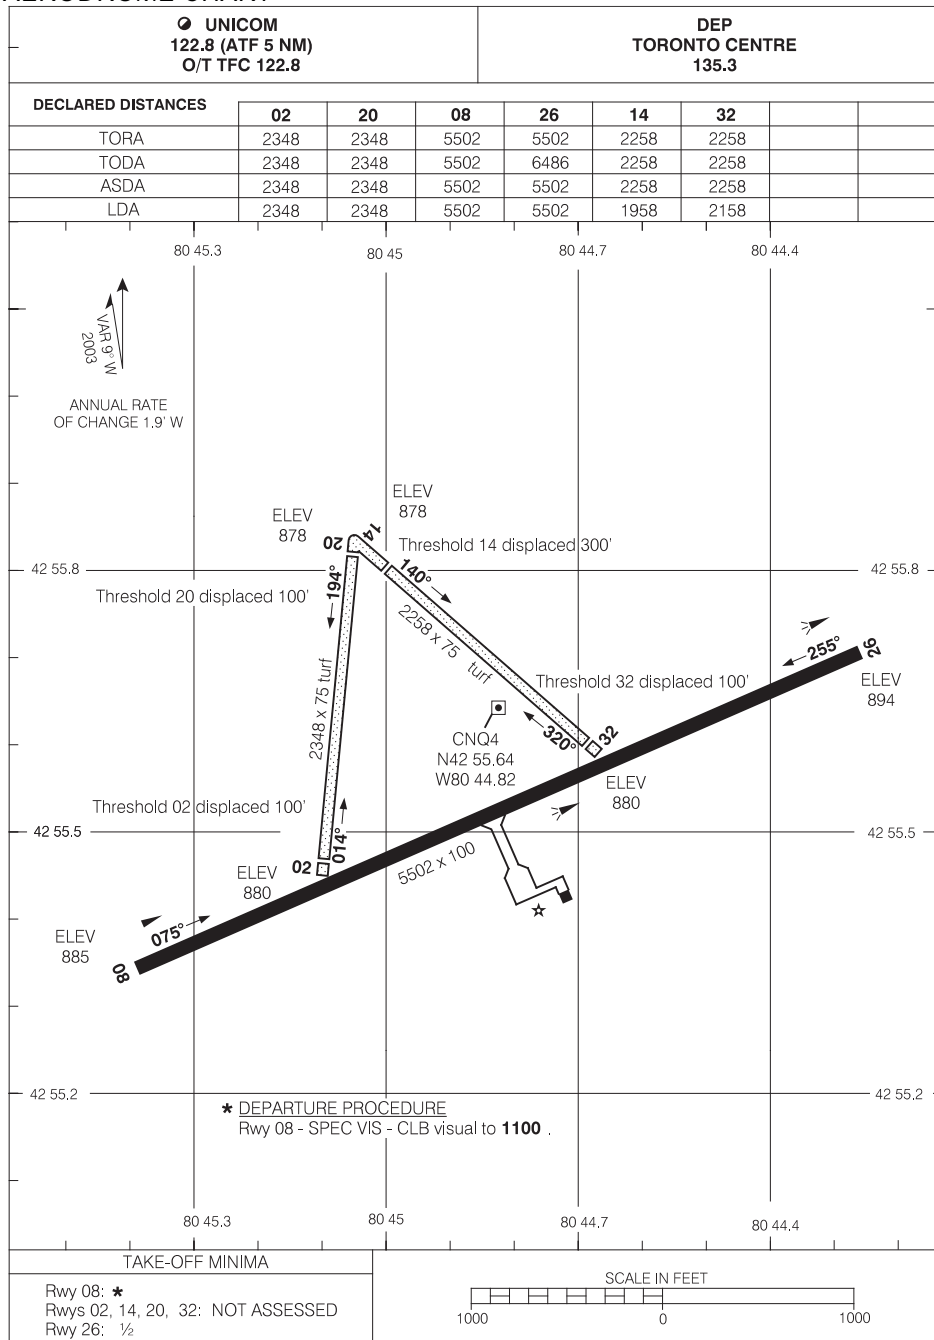 UNICOM
122.8 (ATF 5 NM)
O/T TFC 122.8
DEP
TORONTO CENTRE
135.3
DECLARED DISTANCES 02 20 08 26 14 32
TORA 2348 2348 5502 5502 2258 2258
TODA 2348 2348 5502 6486 2258 2258
ASDA 2348 2348 5502 5502 2258 2258
LDA 2348 2348 5502 5502 1958 2158
80 45.3 80 45 80 44.7 80 44.4
VAR 9° W
2003
ANNUAL RATE
OF CHANGE 1.9' W
ELEV
878
ELEV
878
20
14
Threshold 14 displaced 300'
42 55.8 42 55.8
140°
194°
Threshold 20 displaced 100'
2258 x 75 turf
255°
26
ELEV
894
2348 x 75 turf
Threshold 32 displaced 100'
320°
32
CNQ4
N42 55.64
W80 44.82
ELEV
880
Threshold 02 displaced 100'
014°
42 55.5 42 55.5
5502 x 100
02
ELEV
880
075°
ELEV
885
08
42 55.2 42 55.2
* DEPARTURE PROCEDURE
Rwy 08 - SPEC VIS - CLB visual to 1100 .
80 45.3 80 45 80 44.7 80 44.4
TAKE-OFF MINIMA
Rwy 08: *
Rwys 02, 14, 20, 32: NOT ASSESSED
Rwy 26: ½
SCALE IN FEET
1000 0 1000